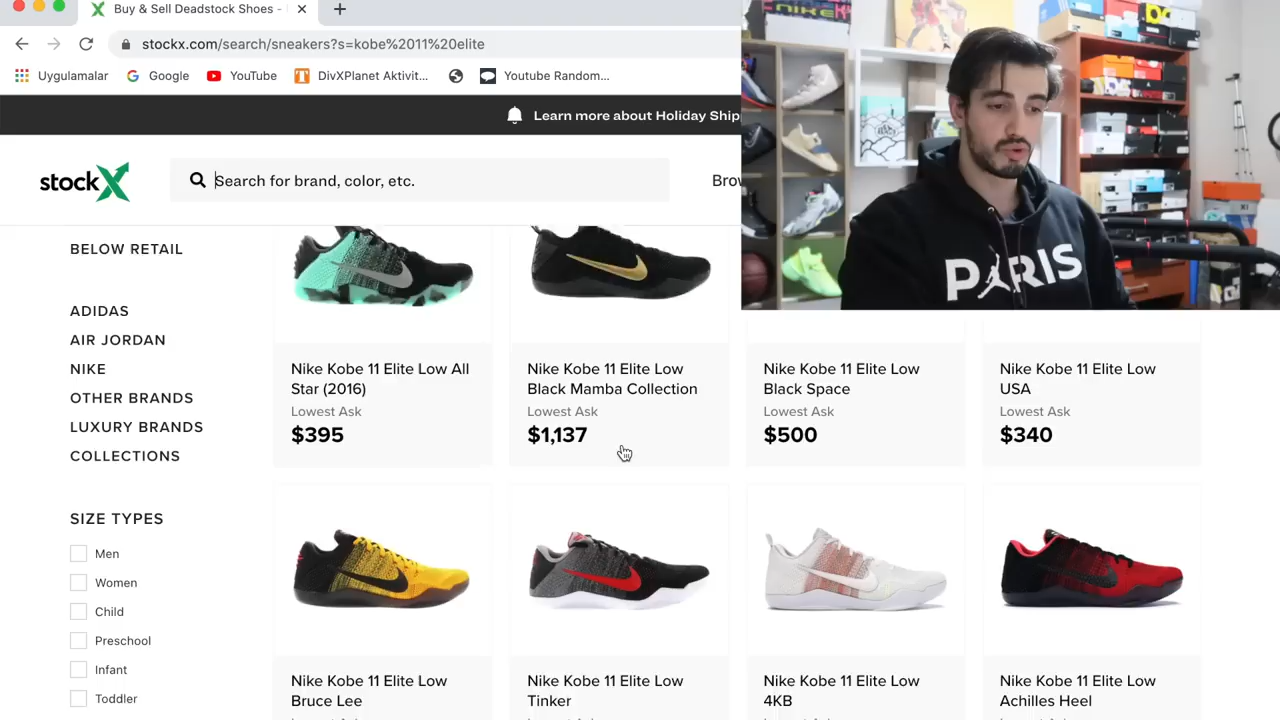 Buy & Sell Deadstock Shoes -
stockx.com/search/sneakers?s=kobe%2011%20elite
Uygulamalar
Google
YouTube
DivXPlanet Aktivit...
Youtube Random...
Learn more about Holiday Ship
stockX
Search for brand, color, etc.
Brow
PARIS
BELOW RETAIL
ADIDAS
AIR JORDAN
NIKE
OTHER BRANDS
LUXURY BRANDS
COLLECTIONS
SIZE TYPES
Men
Women
Child
Preschool
Infant
Toddler
Nike Kobe 11 Elite Low All
Star (2016)
Lowest Ask
$395
Nike Kobe 11 Elite Low
Black Mamba Collection
Lowest Ask
$1,137
Nike Kobe 11 Elite Low
Black Space
Lowest Ask
$500
Nike Kobe 11 Elite Low
USA
Lowest Ask
$340
Nike Kobe 11 Elite Low
Bruce Lee
Nike Kobe 11 Elite Low
Tinker
Nike Kobe 11 Elite Low
4KB
Nike Kobe 11 Elite Low
Achilles Heel